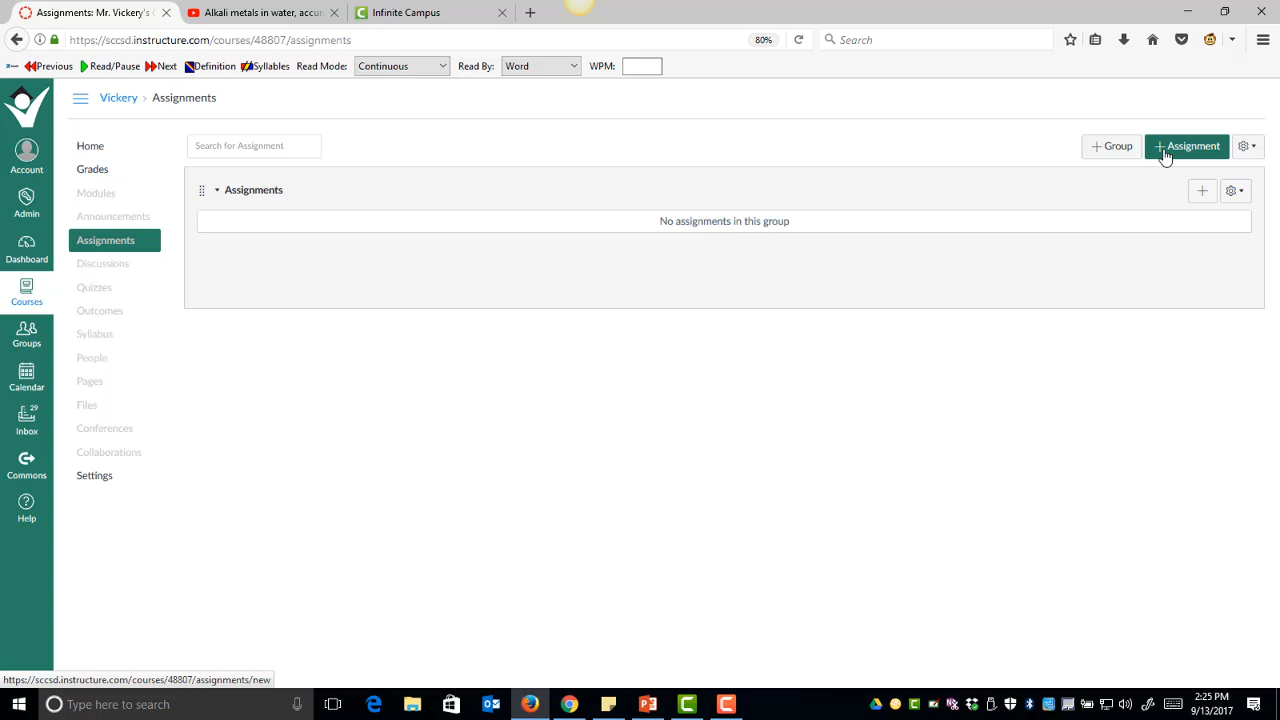 Assignments: Mr. Vickery's C
Alkali metals in water, accur
Infinite Campus
https://sccsd.instructure.com/courses/48807/assignments
80%
Search
Previous
Read/Pause
Next
Definition
Syllables
Read Mode:
Continuous
Read By:
Word
WPM:
Vickery > Assignments
Account
Admin
Dashboard
Courses
Groups
Calendar
29
Inbox
Commons
Help
Home
Grades
Modules
Announcements
Assignments
Discussions
Quizzes
Outcomes
Syllabus
People
Pages
Files
Conferences
Collaborations
Settings
Search for Assignment
+ Group
+ Assignment
Assignments
No assignments in this group
https://sccsd.instructure.com/courses/48807/assignments/new
Type here to search
2:25 PM
9/13/2017